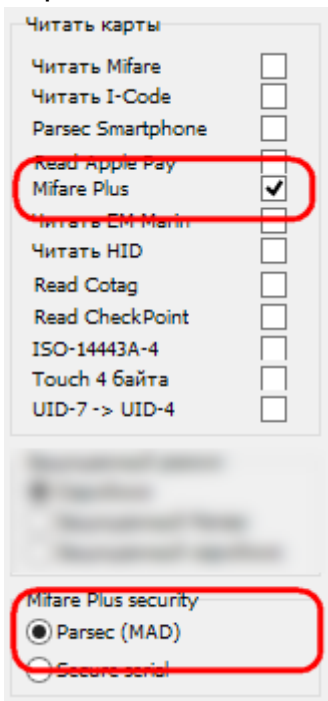 Читать карты
Читать Mifare
Читать I-Code
Parsec Smartphone
Read Apple Pay
Mifare Plus
Читать EM Marin
Читать HID
Read Cotag
Read CheckPoint
ISO-14443A-4
Touch 4 байта
UID-7 -> UID-4
Mifare Plus security
Parsec (MAD)
Secure serial